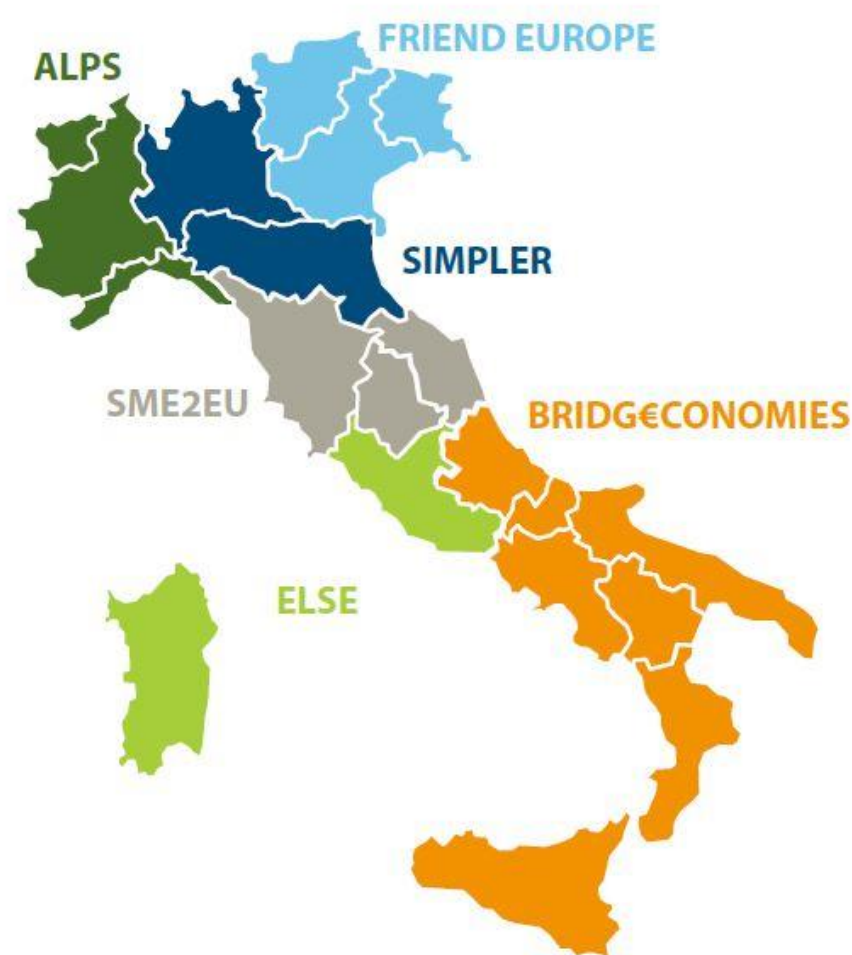 FRIEND EUROPE
ALPS
SIMPLER
SME2EU
BRIDG€CONOMIES
ELSE